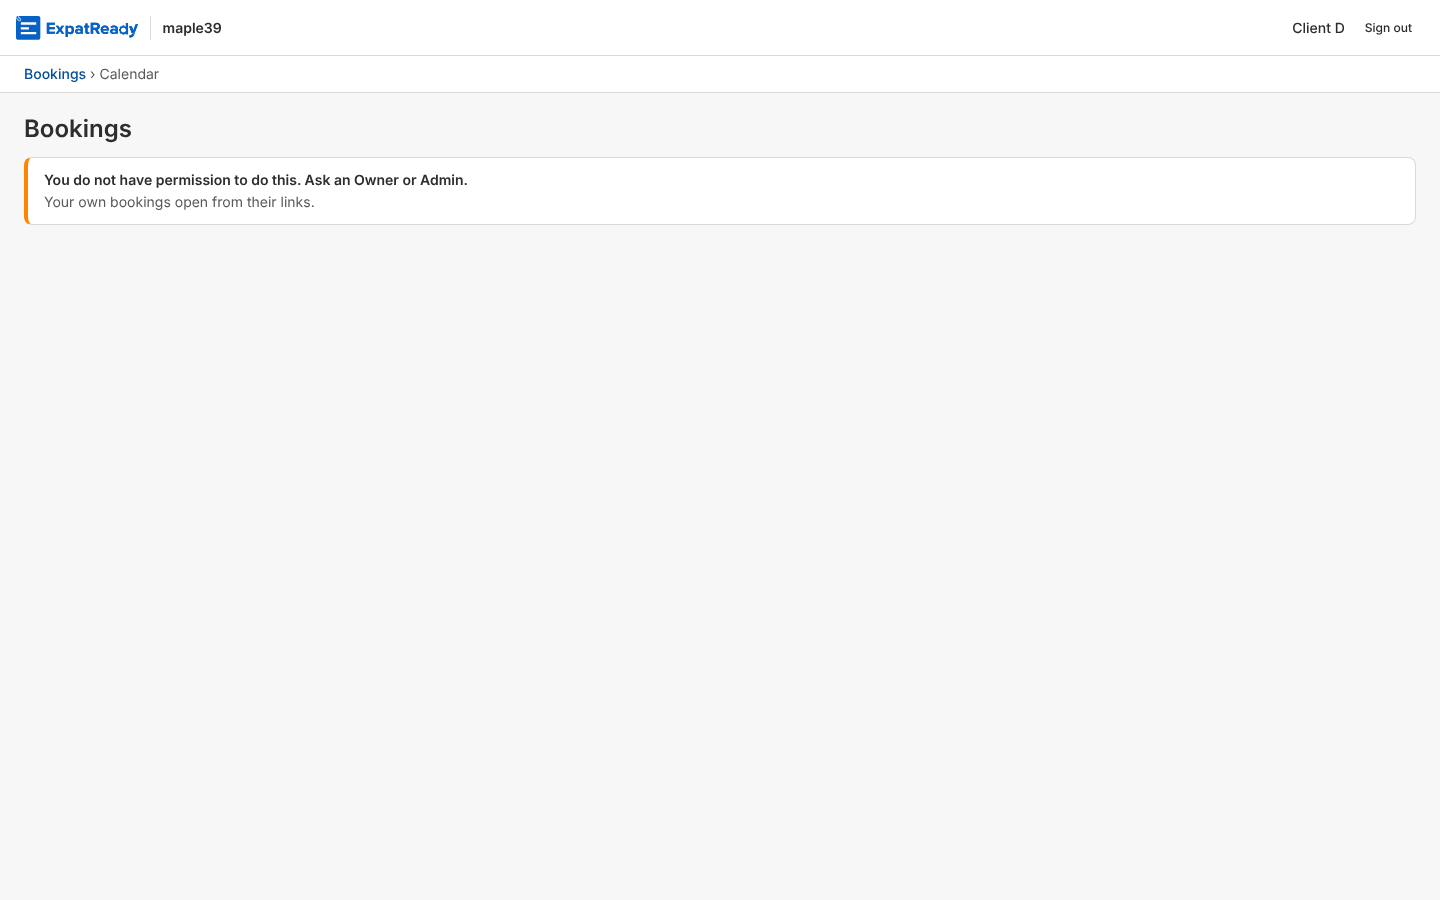 ExpatReady
maple39
Client D
Sign out
Bookings › Calendar
Bookings
You do not have permission to do this. Ask an Owner or Admin.
Your own bookings open from their links.